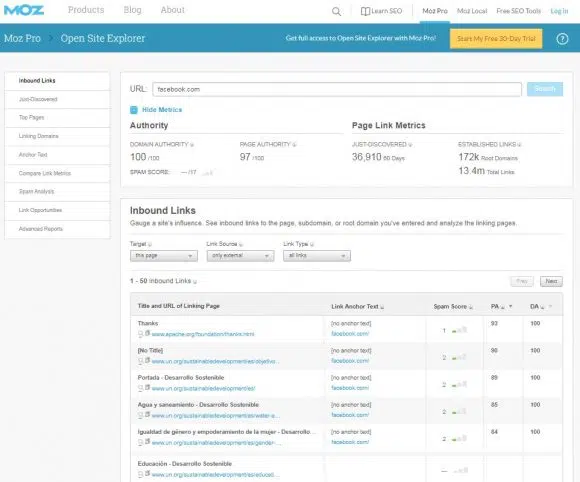 MOZ Products Blog About Learn SEO Moz Pro Moz Local Free SEO Tools Log in
Moz Pro > Open Site Explorer Get full access to Open Site Explorer with Moz Pro! Start My Free 30-Day Trial
Inbound Links
Just-Discovered
Top Pages
Linking Domains
Anchor Text
Compare Link Metrics
Spam Analysis
Link Opportunities
Advanced Reports
URL: facebook.com Search
Hide Metrics
Authority Page Link Metrics
DOMAIN AUTHORITY PAGE AUTHORITY JUST-DISCOVERED ESTABLISHED LINKS
100 /100 97 /100 36,910 60 Days 172k Root Domains
SPAM SCORE: — /17 13.4m Total Links
Inbound Links
Gauge a site's influence. See inbound links to the page, subdomain, or root domain you've entered and analyze the linking pages.
Target Link Source Link Type
this page only external all links
1 - 50 Inbound Links Prev Next
Title and URL of Linking Page Link Anchor Text Spam Score PA DA
Thanks [no anchor text] 1 93 100
www.apache.org/foundation/thanks.html facebook.com/
[No Title] [no anchor text] 2 90 100
www.un.org/sustainabledevelopment/es/objetivo... facebook.com/
Portada - Desarrollo Sostenible [no anchor text] 2 89 100
www.un.org/sustainabledevelopment/es/ facebook.com/
Agua y saneamiento - Desarrollo Sostenible [no anchor text] 2 85 100
www.un.org/sustainabledevelopment/es/water-a... facebook.com/
Igualdad de género y empoderamiento de la mujer - Desarrollo... [no anchor text] 2 84 100
www.un.org/sustainabledevelopment/es/gender-... facebook.com/
Educación - Desarrollo Sostenible —
www.un.org/sustainabledevelopment/es/educati...